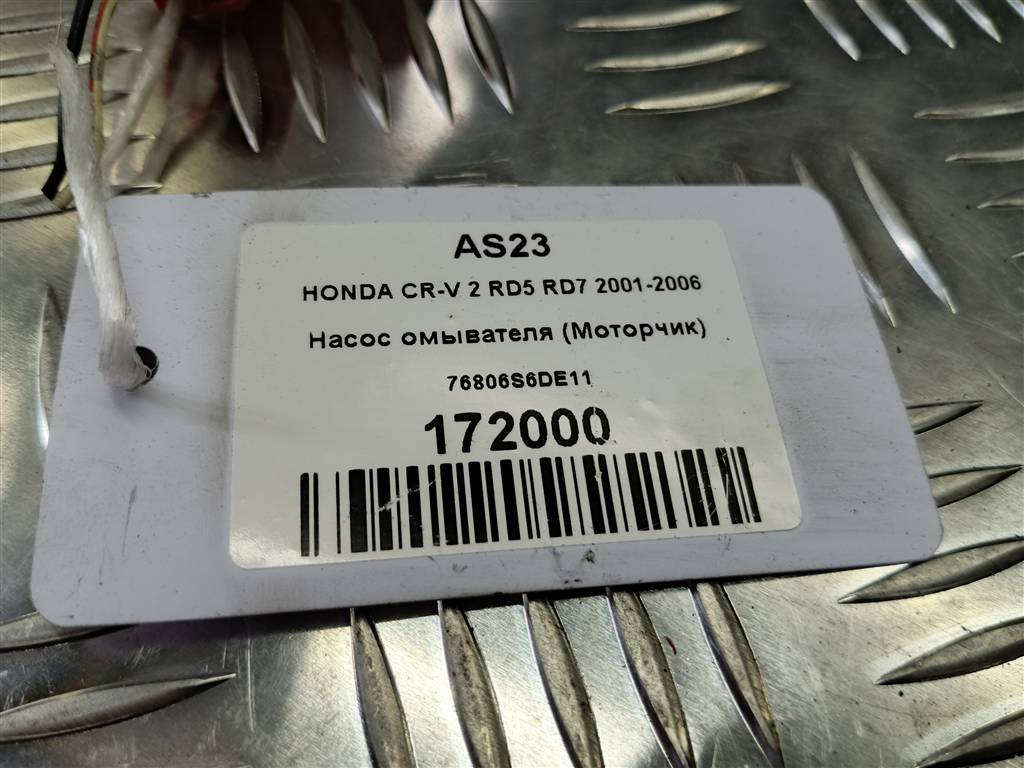 AS23
HONDA CR-V 2 RD5 RD7 2001-2006
Насос омывателя (Моторчик)
76806S6DE11
172000